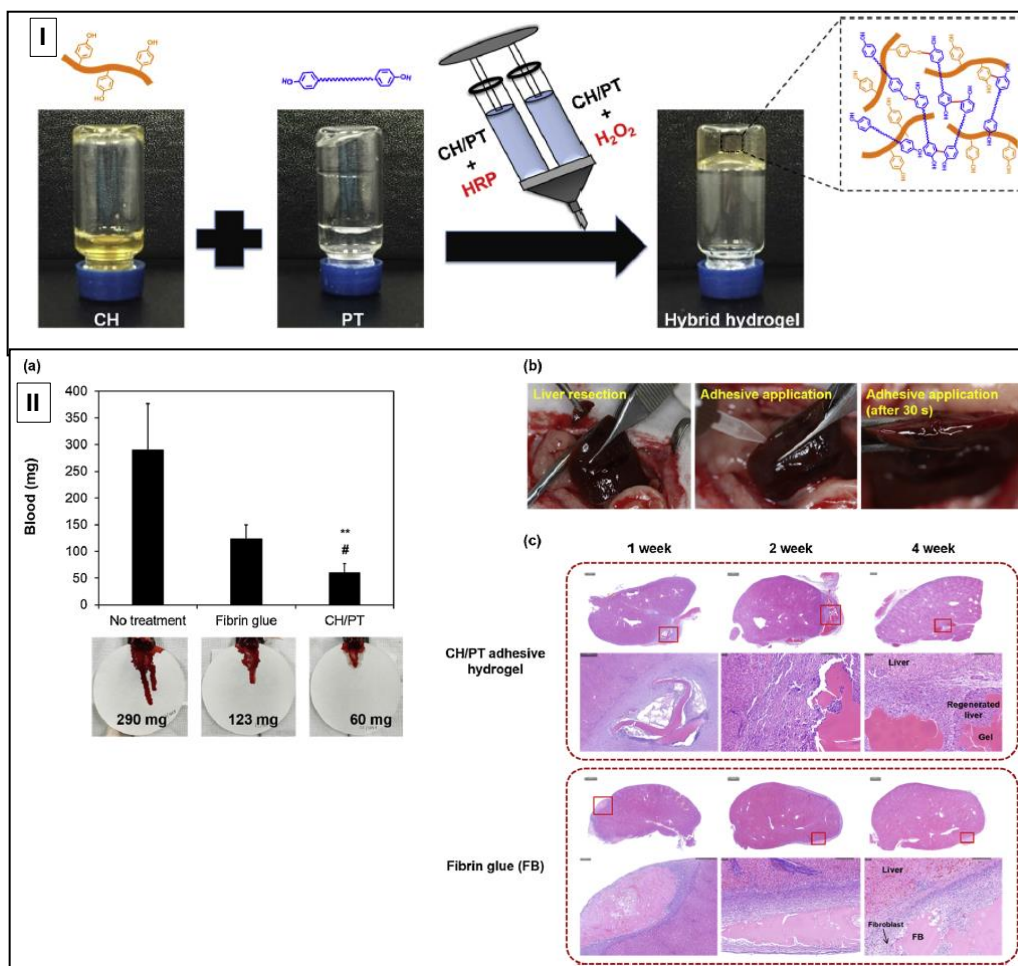 I
CH/PT
+
HRP
CH/PT
+
H₂O₂
CH
PT
Hybrid hydrogel
II
(a)
Blood (mg)
400
350
300
250
200
150
100
50
0
**
#
No treatment
Fibrin glue
CH/PT
290 mg
123 mg
60 mg
(b)
Liver resection
Adhesive application
Adhesive application
(after 30 s)
(c)
1 week
2 week
4 week
CH/PT adhesive
hydrogel
Liver
Regenerated
liver
Gel
Fibrin glue (FB)
Liver
Fibroblast
FB